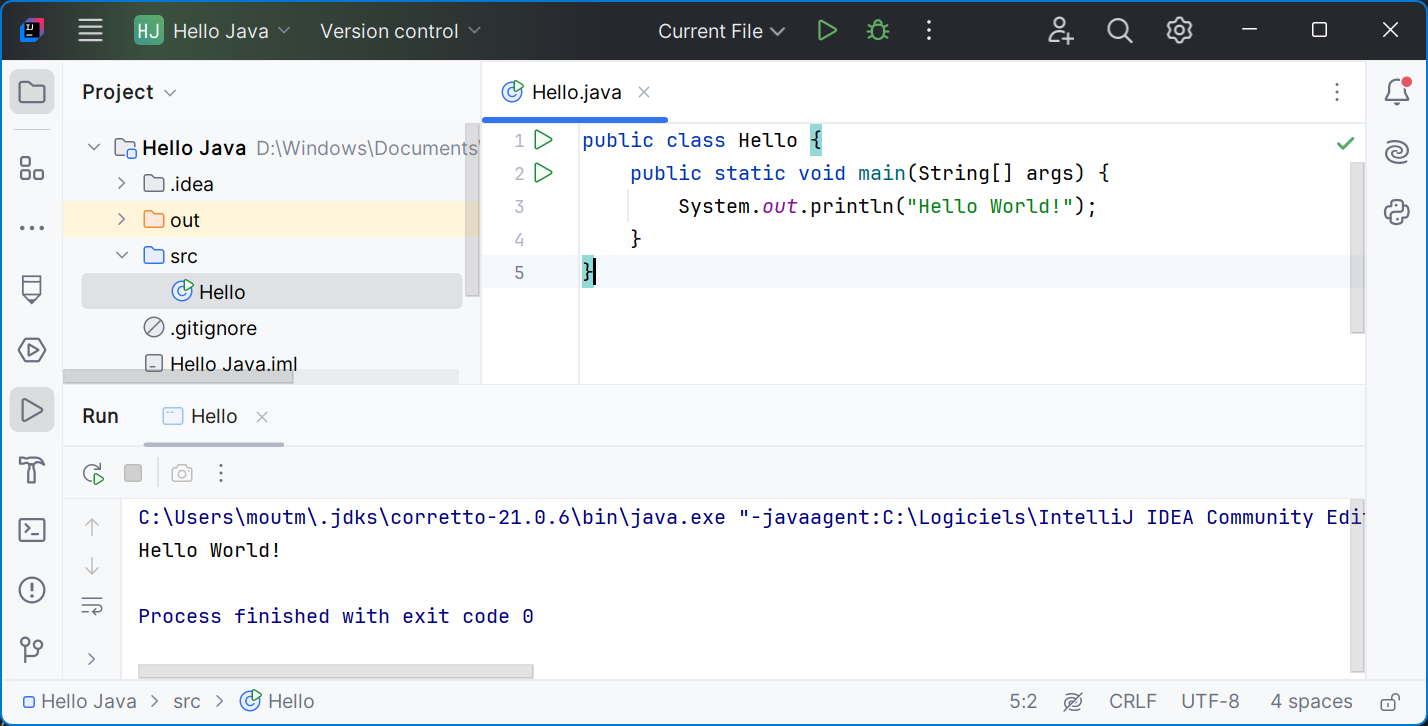 HJ Hello Java Version control Current File
Project
Hello.java
Hello Java D:\Windows\Documents\
.idea
out
src
Hello
.gitignore
Hello Java.iml
1 public class Hello {
2 public static void main(String[] args) {
3 System.out.println("Hello World!");
4 }
5 }
Run Hello
C:\Users\moutm\.jdks\corretto-21.0.6\bin\java.exe "-javaagent:C:\Logiciels\IntelliJ IDEA Community Edi
Hello World!
Process finished with exit code 0
Hello Java > src > Hello 5:2 CRLF UTF-8 4 spaces